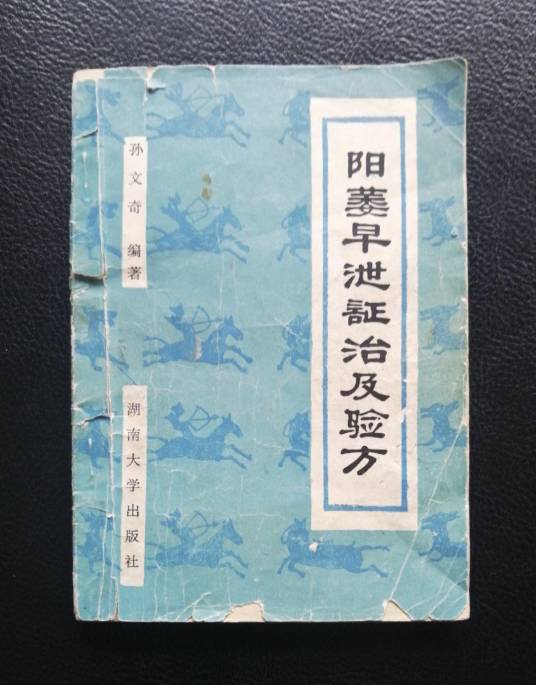 阳萎早泄証治及验方
孙文奇 编著
湖南大学出版社